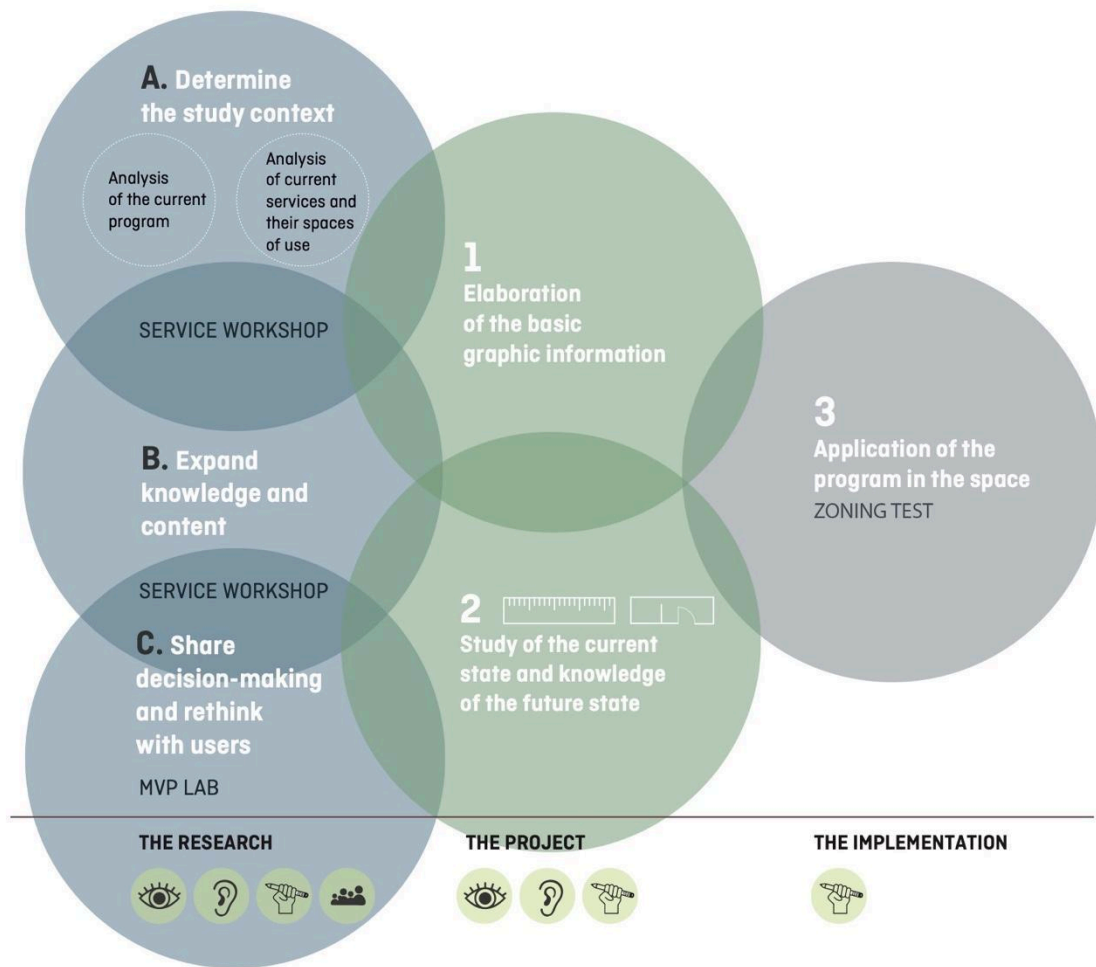 A. Determine
the study context
Analysis
of the current
program
Analysis
of current
services and
their spaces
of use
SERVICE WORKSHOP
B. Expand
knowledge and
content
SERVICE WORKSHOP
C. Share
decision-making
and rethink
with users
MVP LAB
1
Elaboration
of the basic
graphic information
2
Study of the current
state and knowledge
of the future state
3
Application of the
program in the space
ZONING TEST
THE RESEARCH
THE PROJECT
THE IMPLEMENTATION